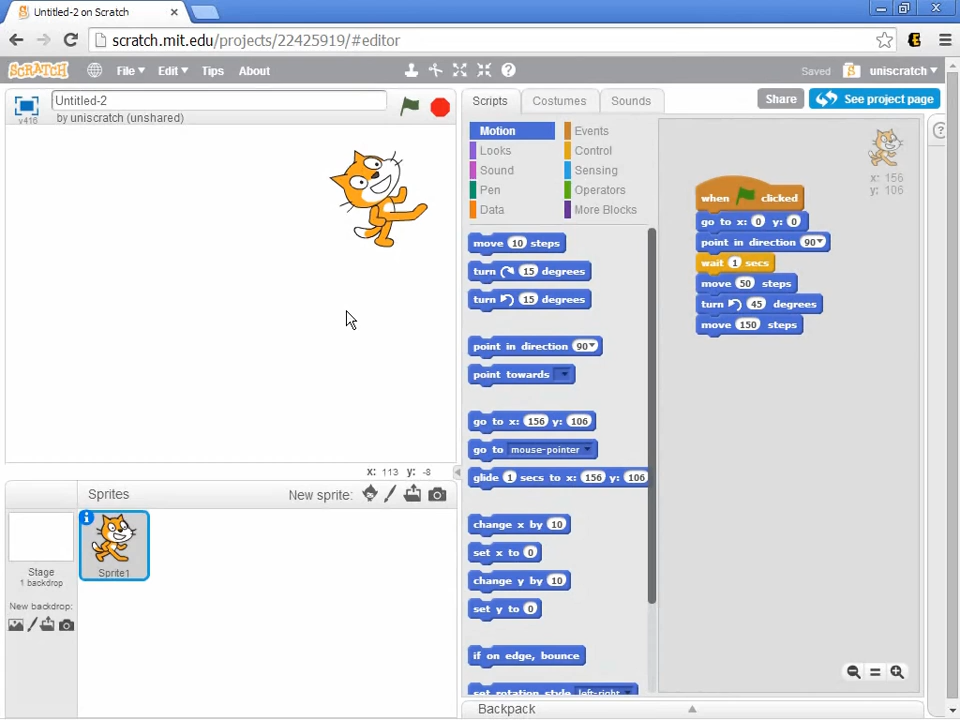 Untitled-2 on Scratch
scratch.mit.edu/projects/22425919/#editor
SCRATCH File Edit Tips About Saved uniscratch
v416 Untitled-2
by uniscratch (unshared)
Scripts Costumes Sounds Share See project page
Motion Events
Looks Control
Sound Sensing
Pen Operators
Data More Blocks
x: 156
y: 106
move 10 steps
turn 15 degrees
turn 15 degrees
point in direction 90
point towards
go to x: 156 y: 106
go to mouse-pointer
glide 1 secs to x: 156 y: 106
change x by 10
set x to 0
change y by 10
set y to 0
if on edge, bounce
set rotation style left-right
when clicked
go to x: 0 y: 0
point in direction 90
wait 1 secs
move 50 steps
turn 45 degrees
move 150 steps
x: 113 y: -8
Sprites New sprite:
Stage
1 backdrop
New backdrop:
Sprite1
Backpack